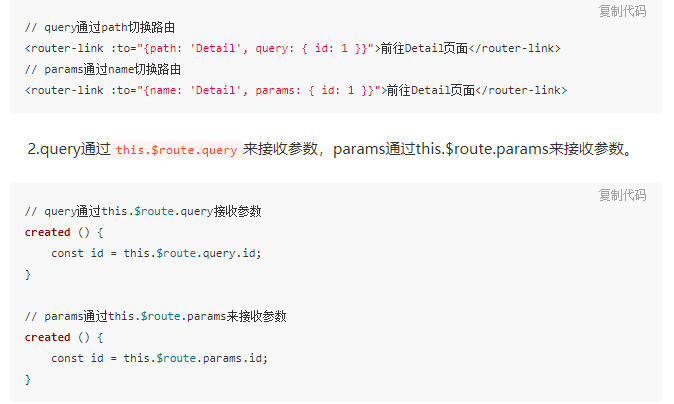 复制代码
// query通过path切换路由
<router-link :to="{path: 'Detail', query: { id: 1 }}">前往Detail页面</router-link>
// params通过name切换路由
<router-link :to="{name: 'Detail', params: { id: 1 }}">前往Detail页面</router-link>
2.query通过 this.$route.query 来接收参数，params通过this.$route.params来接收参数。
复制代码
// query通过this.$route.query接收参数
created () {
    const id = this.$route.query.id;
}
// params通过this.$route.params来接收参数
created () {
    const id = this.$route.params.id;
}